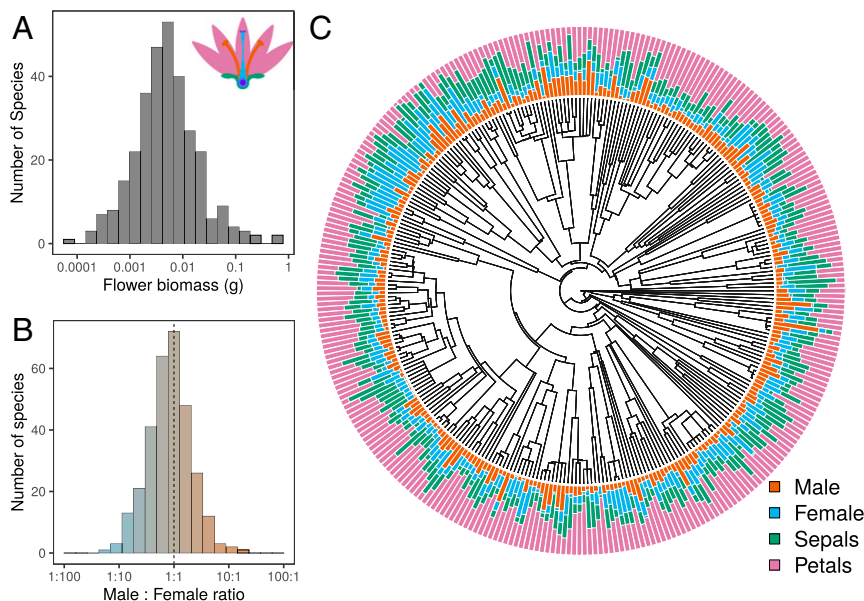 A
Number of Species
40
20
0
0.0001
0.001
0.01
0.1
1
Flower biomass (g)
B
Number of species
60
40
20
0
1:100
1:10
1:1
10:1
100:1
Male : Female ratio
C
Male
Female
Sepals
Petals